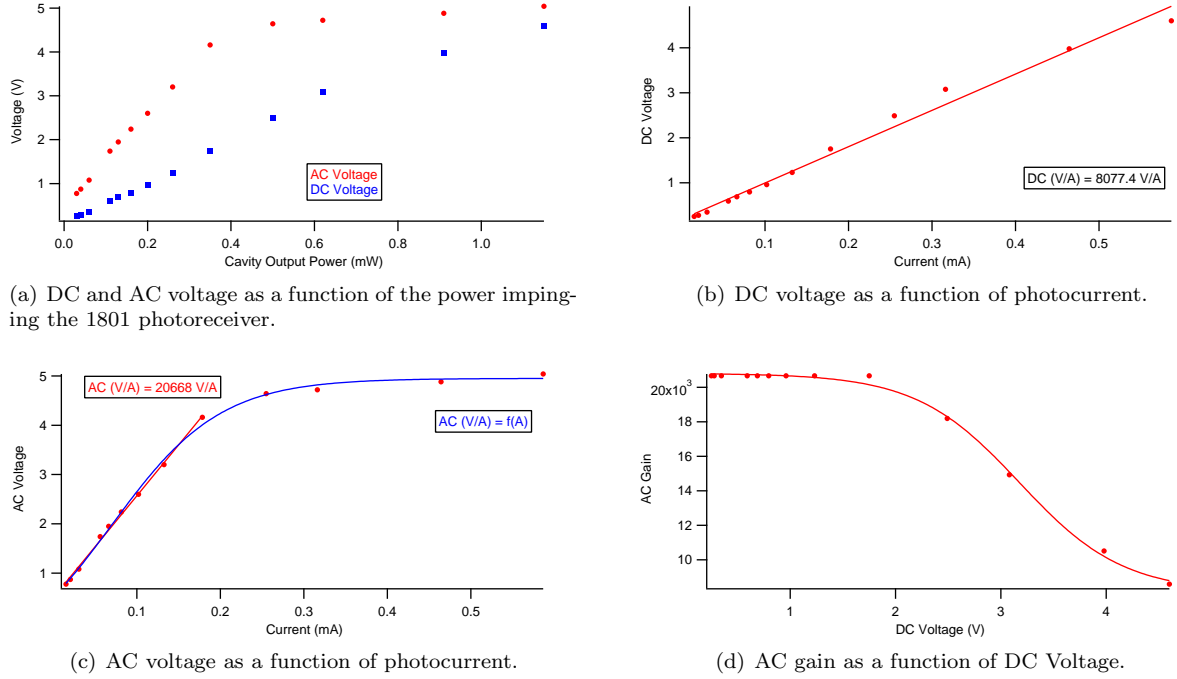 5
4
3
2
1
Voltage (V)
0.0
0.2
0.4
0.6
0.8
1.0
Cavity Output Power (mW)
AC Voltage
DC Voltage
(a) DC and AC voltage as a function of the power imping-
ing the 1801 photoreceiver.
4
3
2
1
DC Voltage
0.1
0.2
0.3
0.4
0.5
Current (mA)
DC (V/A) = 8077.4 V/A
(b) DC voltage as a function of photocurrent.
5
4
3
2
1
AC Voltage
0.1
0.2
0.3
0.4
0.5
Current (mA)
AC (V/A) = 20668 V/A
AC (V/A) = f(A)
(c) AC voltage as a function of photocurrent.
20x10³
18
16
14
12
10
AC Gain
1
2
3
4
DC Voltage (V)
(d) AC gain as a function of DC Voltage.